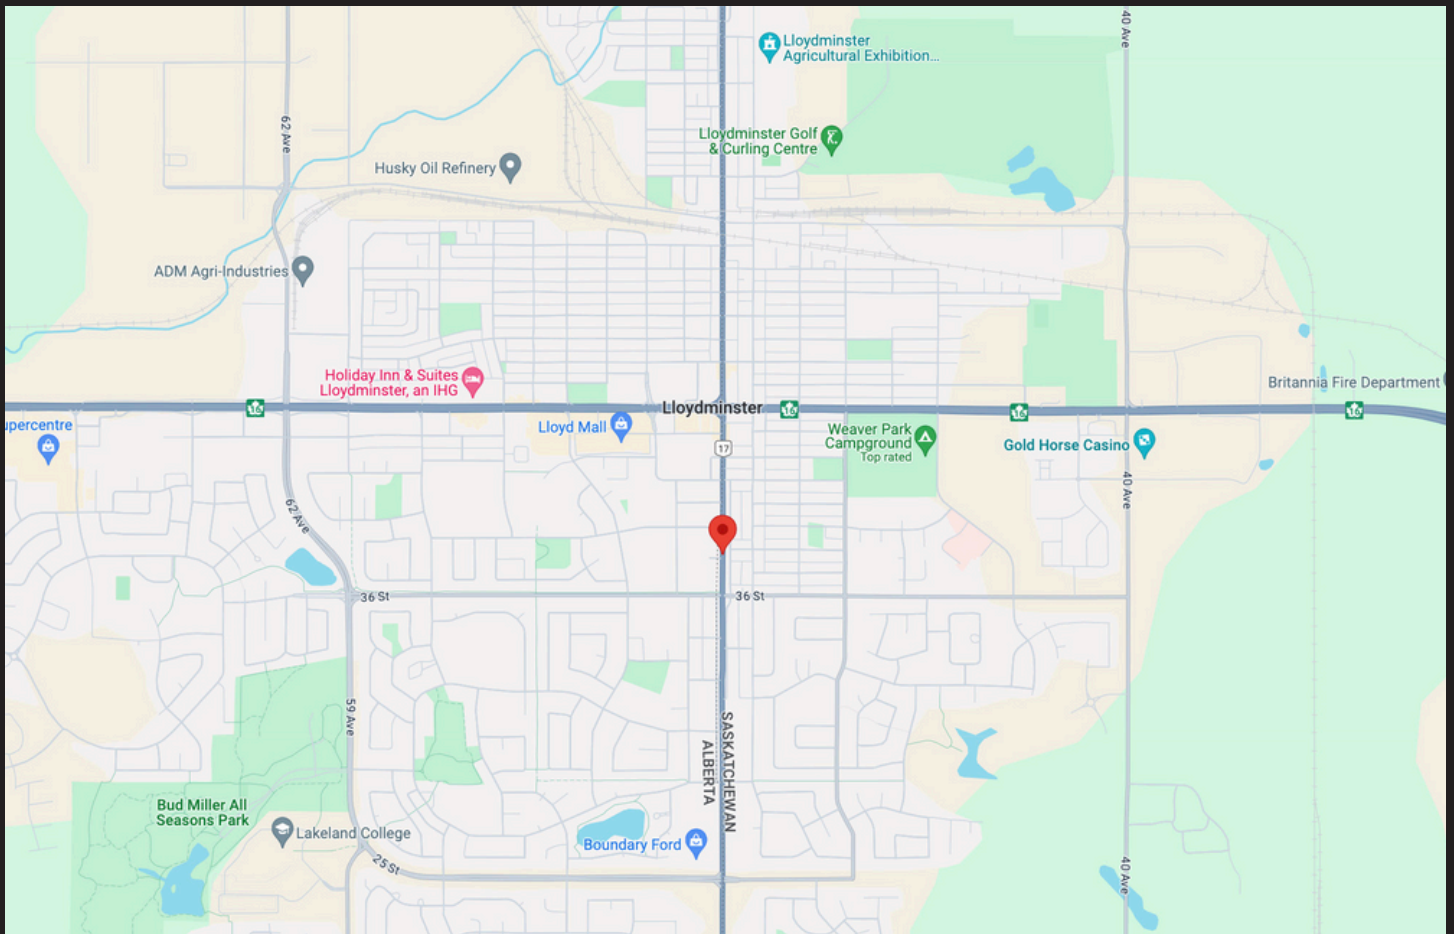 40 Ave
Lloydminster
Agricultural Exhibition...
62 Ave
Lloydminster Golf
& Curling Centre
Husky Oil Refinery
ADM Agri-Industries
Holiday Inn & Suites
Lloydminster, an IHG
Britannia Fire Department
16
Lloydminster
16
16
16
upercentre
Lloyd Mall
17
Weaver Park
Campground
Top rated
Gold Horse Casino
40 Ave
62 Ave
36 St
36 St
59 Ave
SASKATCHEWAN
ALBERTA
Bud Miller All
Seasons Park
Lakeland College
Boundary Ford
25 St
40 Ave